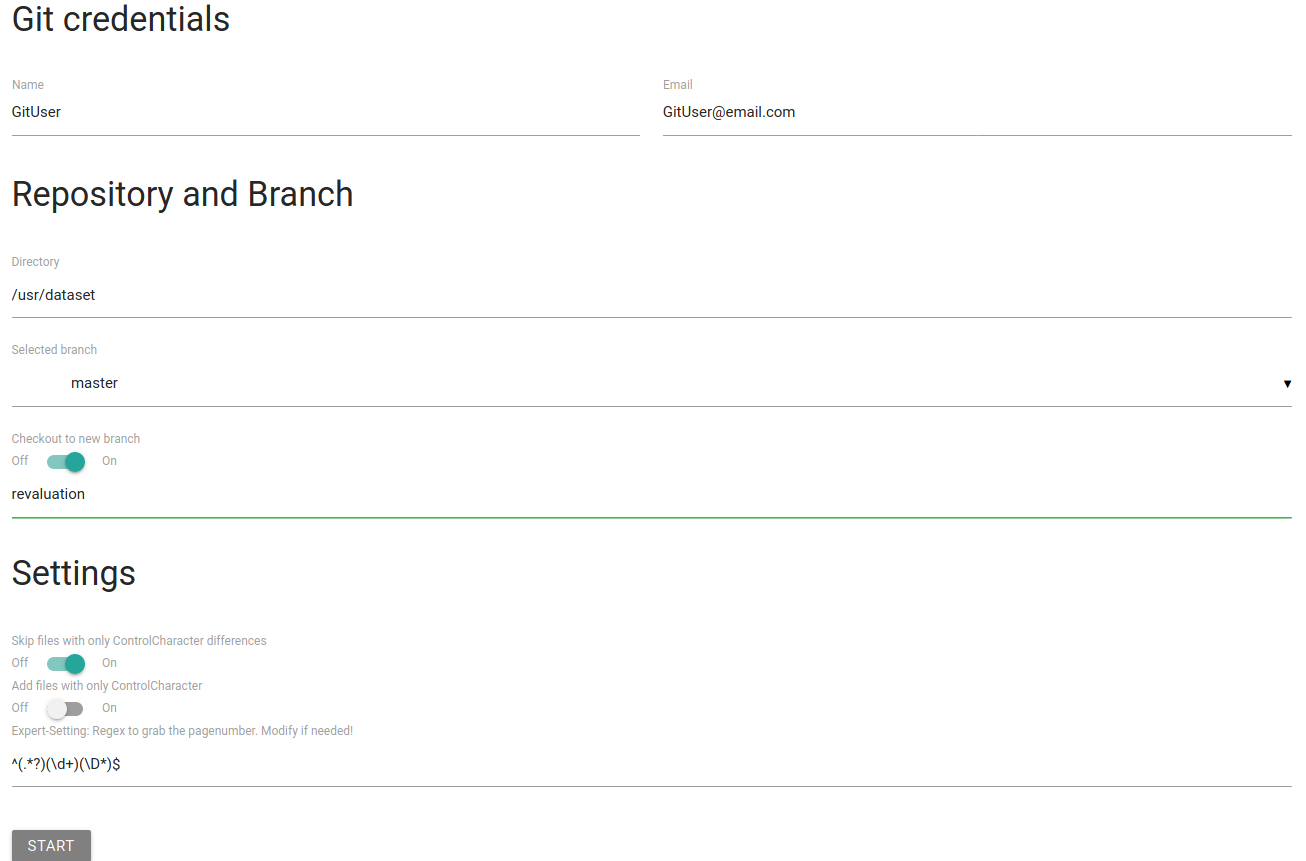 Git credentials
Name
Email
GitUser
GitUser@email.com
Repository and Branch
Directory
/usr/dataset
Selected branch
master
▼
Checkout to new branch
Off On
revaluation
Settings
Skip files with only ControlCharacter differences
Off On
Add files with only ControlCharacter
Off On
Expert-Setting: Regex to grab the pagenumber. Modify if needed!
^(.*?)(\d+)(\D*)$
START